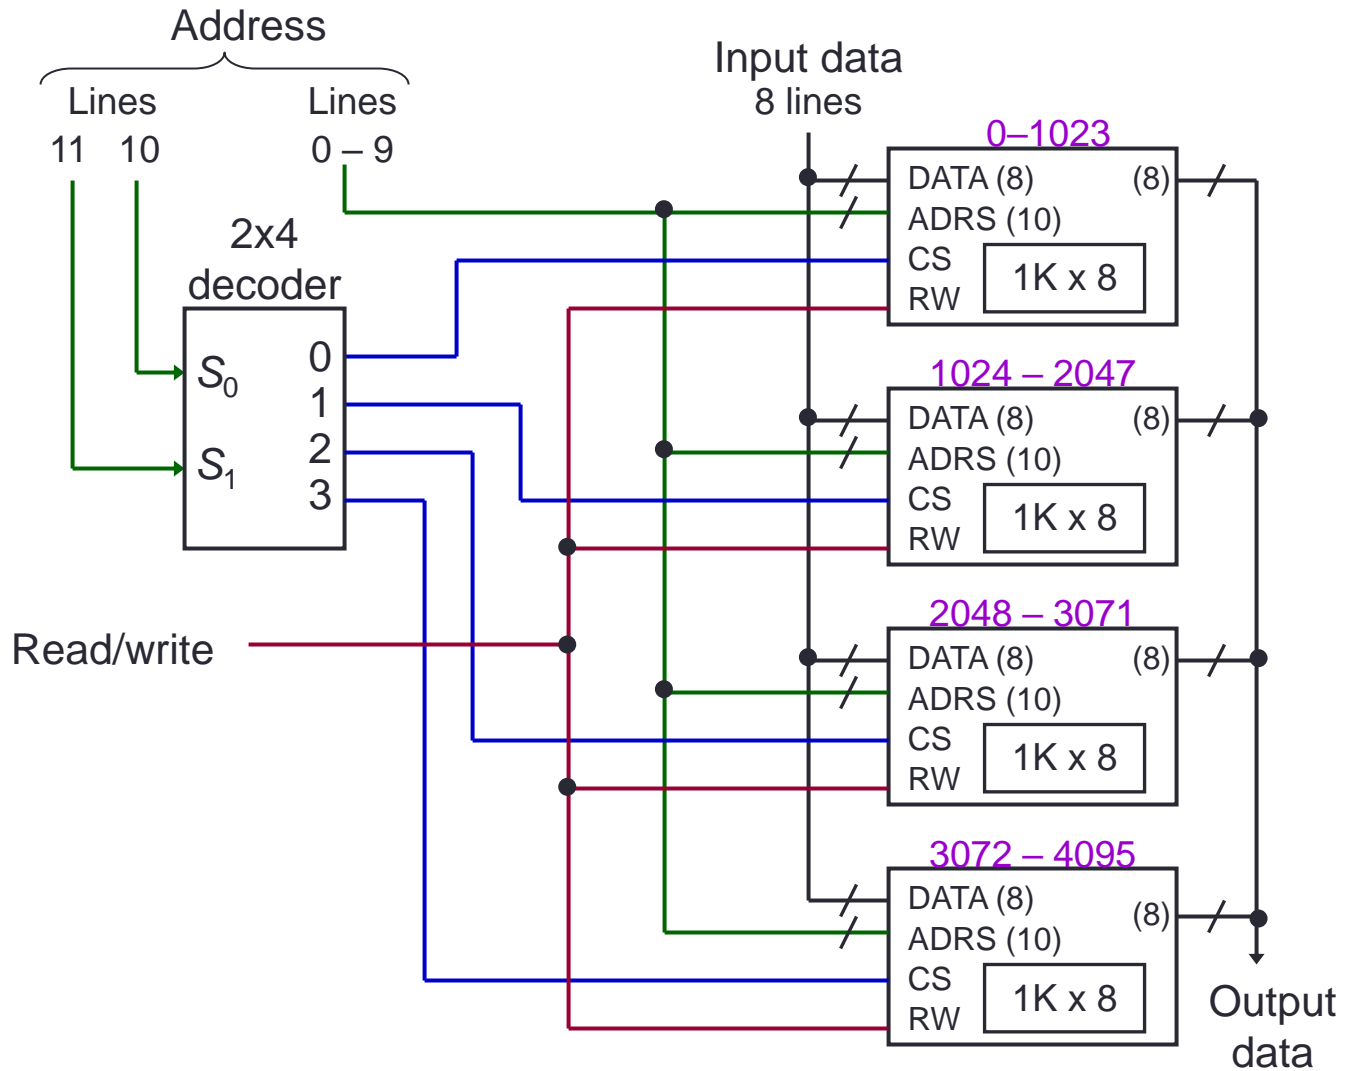 Address
Lines
Lines
11 10
0 – 9
Input data
8 lines
2x4
decoder
S0
S1
0
1
2
3
Read/write
0–1023
DATA (8) (8)
ADRS (10)
CS
RW
1K x 8
1024 – 2047
DATA (8) (8)
ADRS (10)
CS
RW
1K x 8
2048 – 3071
DATA (8) (8)
ADRS (10)
CS
RW
1K x 8
3072 – 4095
DATA (8) (8)
ADRS (10)
CS
RW
1K x 8
Output
data